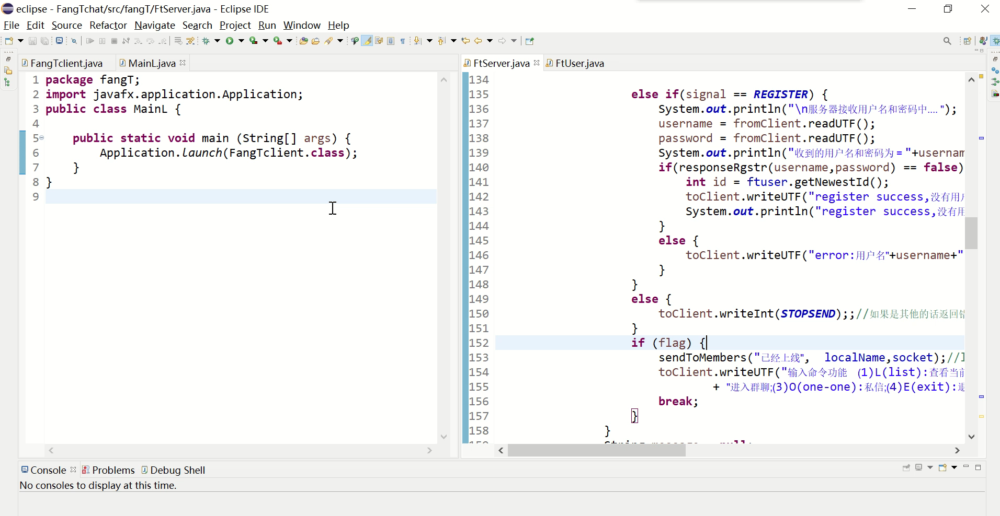 eclipse - FangTchat/src/fangT/FtServer.java - Eclipse IDE
File Edit Source Refactor Navigate Search Project Run Window Help
FangTclient.java MainL.java
1 package fangT;
2 import javafx.application.Application;
3 public class MainL {
4
5 public static void main (String[] args) {
6 Application.launch(FangTclient.class);
7 }
8 }
9
FtServer.java FtUser.java
134
135 else if(signal == REGISTER) {
136 System.out.println("\n服务器接收用户名和密码中....");
137 username = fromClient.readUTF();
138 password = fromClient.readUTF();
139 System.out.println("收到的用户名和密码为="+usernam
140 if(responseRgstr(username,password) == false)
141 int id = ftuser.getNewestId();
142 toClient.writeUTF("register success,没有用
143 System.out.println("register success,没有用
144 }
145 else {
146 toClient.writeUTF("error:用户名"+username+"
147 }
148 }
149 else {
150 toClient.writeInt(STOPSEND);;//如果是其他的话返回
151 }
152 if (flag) {
153 sendToMembers("已经上线", localName,socket);//
154 toClient.writeUTF("输入命令功能 (1)L(list):查看当前
155 + "进入群聊;(3)O(one-one):私信;(4)E(exit):退
156 break;
157 }
158 }
Console Problems Debug Shell
No consoles to display at this time.